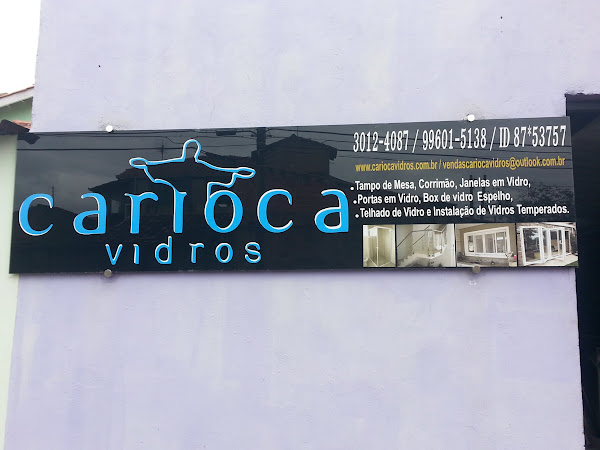 carioca
vidros
3012-4087 / 99601-5138 / ID 87*53757
www.cariocavidros.com.br / vendascariocavidros@outlook.com.br
•Tampo de Mesa, Corrimão, Janelas em Vidro,
•Portas em Vidro, Box de vidro Espelho,
•Telhado de Vidro e Instalação de Vidros Temperados.